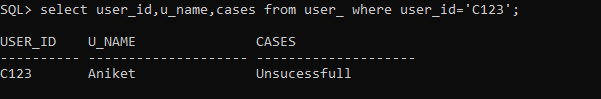 SQL> select user_id,u_name,cases from user_ where user_id='C123';
USER_ID    U_NAME               CASES
---------- -------------------- --------------------
C123       Aniket               Unsucessfull